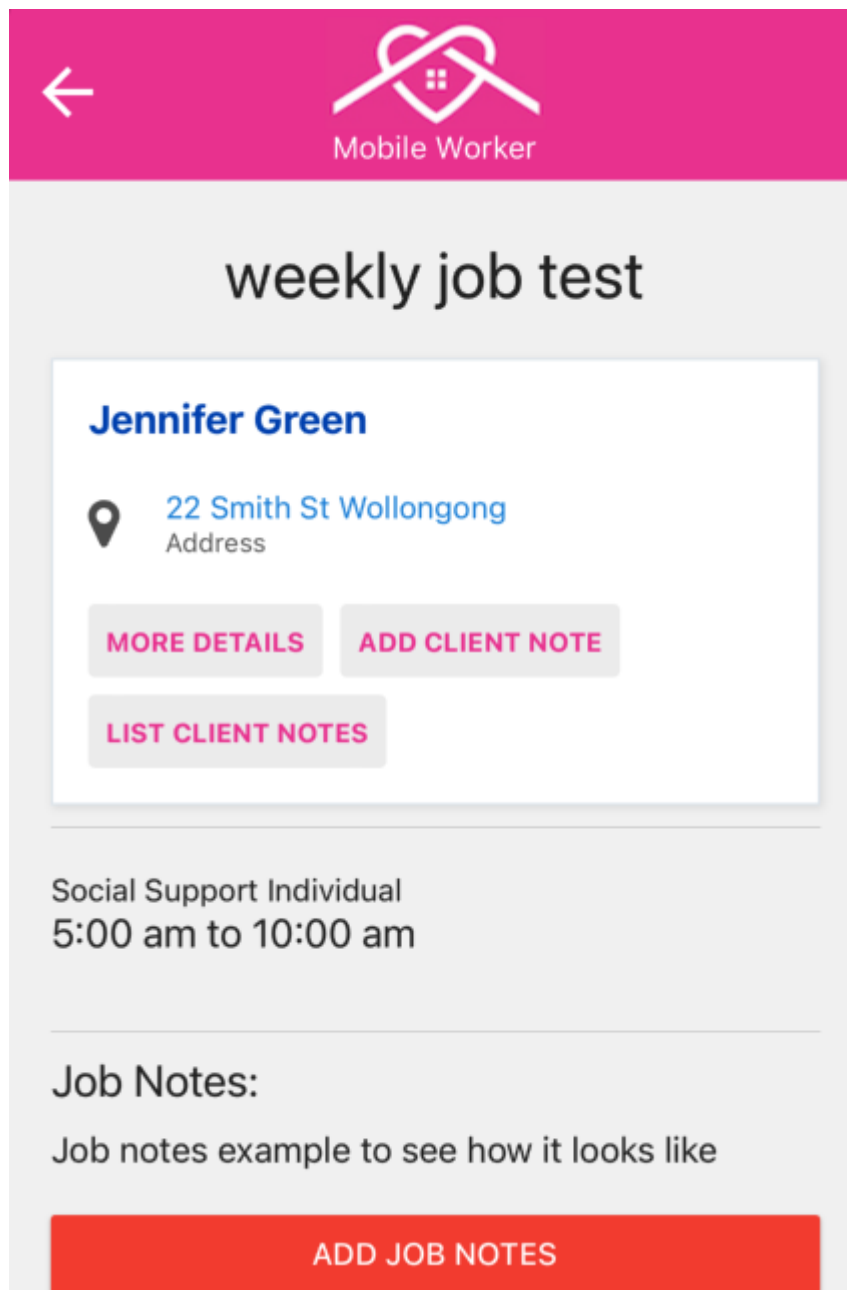 Mobile Worker
weekly job test
Jennifer Green
22 Smith St Wollongong
Address
MORE DETAILS
ADD CLIENT NOTE
LIST CLIENT NOTES
Social Support Individual
5:00 am to 10:00 am
Job Notes:
Job notes example to see how it looks like
ADD JOB NOTES